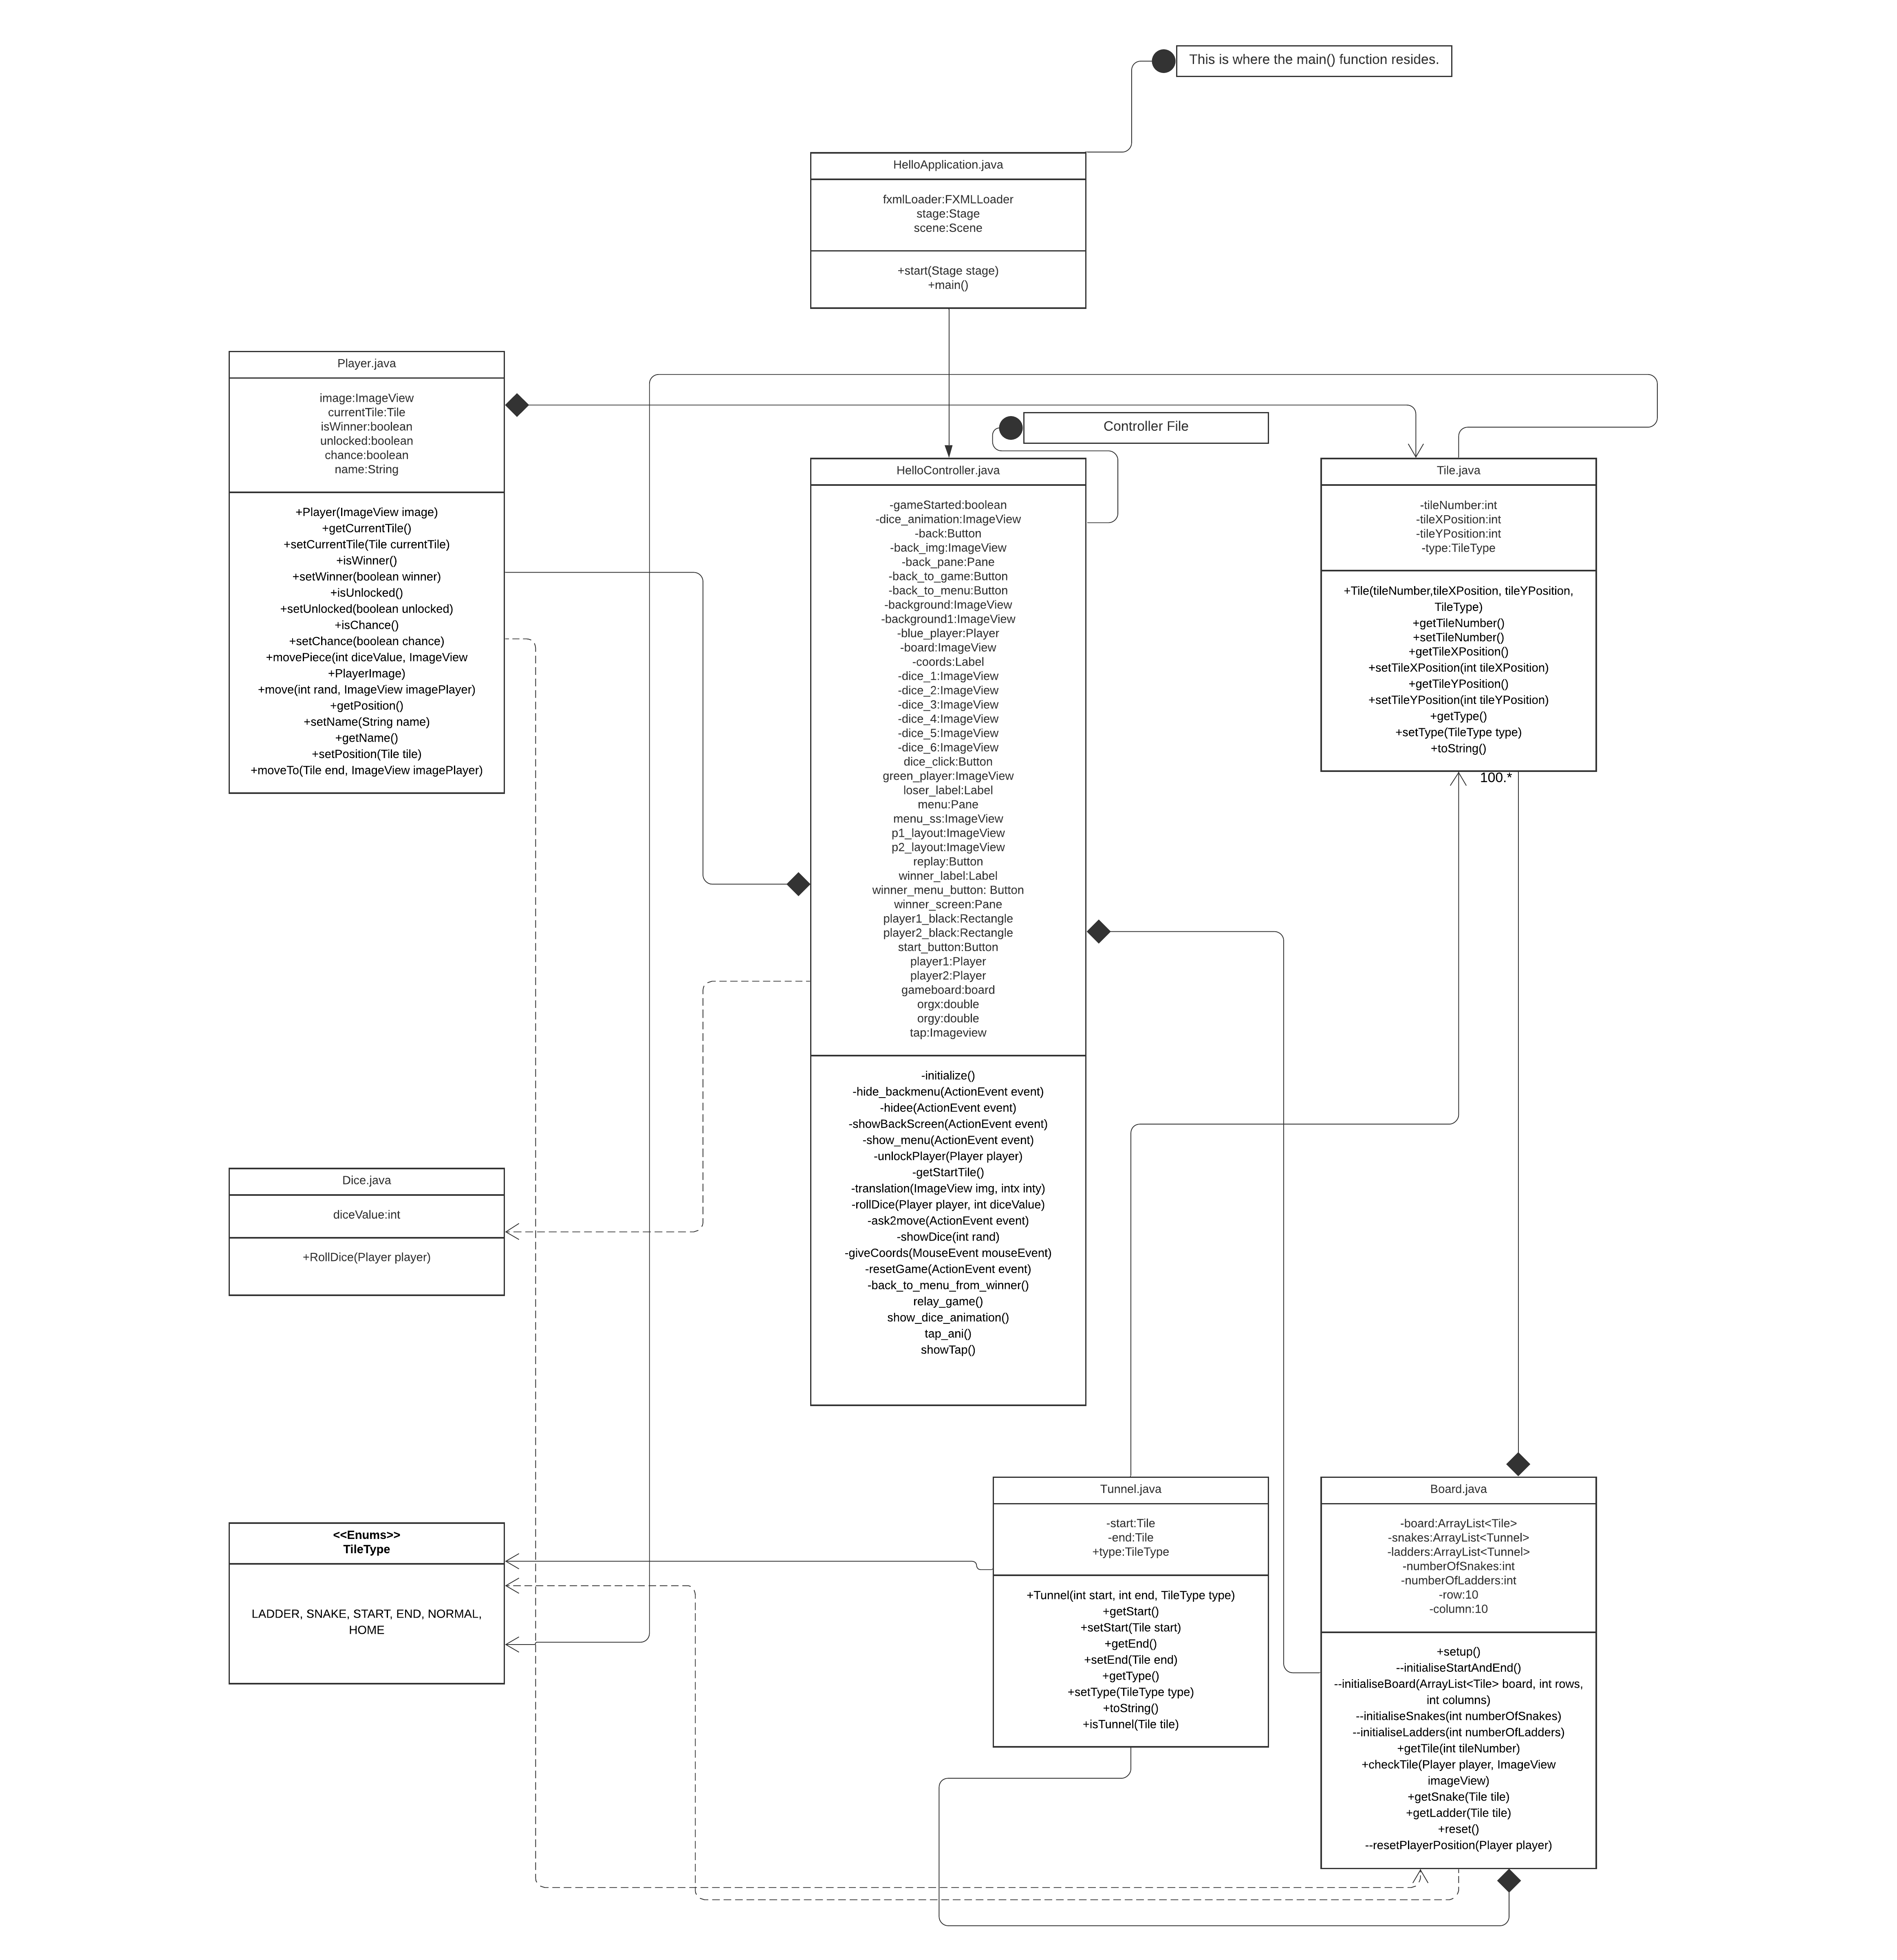 This is where the main() function resides.
HelloApplication.java
fxmlLoader:FXMLLoader
stage:Stage
scene:Scene
+start(Stage stage)
+main()
Player.java
image:ImageView
currentTile:Tile
isWinner:boolean
unlocked:boolean
chance:boolean
name:String
+Player(ImageView image)
+getCurrentTile()
+setCurrentTile(Tile currentTile)
+isWinner()
+setWinner(boolean winner)
+isUnlocked()
+setUnlocked(boolean unlocked)
+isChance()
+setChance(boolean chance)
+movePiece(int diceValue, ImageView
+PlayerImage)
+move(int rand, ImageView imagePlayer)
+getPosition()
+setName(String name)
+getName()
+setPosition(Tile tile)
+moveTo(Tile end, ImageView imagePlayer)
Controller File
HelloController.java
-gameStarted:boolean
-dice_animation:ImageView
-back:Button
-back_img:ImageView
-back_pane:Pane
-back_to_game:Button
-back_to_menu:Button
-background:ImageView
-background1:ImageView
-blue_player:Player
-board:ImageView
-coords:Label
-dice_1:ImageView
-dice_2:ImageView
-dice_3:ImageView
-dice_4:ImageView
-dice_5:ImageView
-dice_6:ImageView
dice_click:Button
green_player:ImageView
loser_label:Label
menu:Pane
menu_ss:ImageView
p1_layout:ImageView
p2_layout:ImageView
replay:Button
winner_label:Label
winner_menu_button: Button
winner_screen:Pane
player1_black:Rectangle
player2_black:Rectangle
start_button:Button
player1:Player
player2:Player
gameboard:board
orgx:double
orgy:double
tap:Imageview
-initialize()
-hide_backmenu(ActionEvent event)
-hidee(ActionEvent event)
-showBackScreen(ActionEvent event)
-show_menu(ActionEvent event)
-unlockPlayer(Player player)
-getStartTile()
-translation(ImageView img, intx inty)
-rollDice(Player player, int diceValue)
-ask2move(ActionEvent event)
-showDice(int rand)
-giveCoords(MouseEvent mouseEvent)
-resetGame(ActionEvent event)
-back_to_menu_from_winner()
relay_game()
show_dice_animation()
tap_ani()
showTap()
Tile.java
-tileNumber:int
-tileXPosition:int
-tileYPosition:int
-type:TileType
+Tile(tileNumber,tileXPosition, tileYPosition,
TileType)
+getTileNumber()
+setTileNumber()
+getTileXPosition()
+setTileXPosition(int tileXPosition)
+getTileYPosition()
+setTileYPosition(int tileYPosition)
+getType()
+setType(TileType type)
+toString()
100.*
Dice.java
diceValue:int
+RollDice(Player player)
<<Enums>>
TileType
LADDER, SNAKE, START, END, NORMAL,
HOME
Tunnel.java
-start:Tile
-end:Tile
+type:TileType
+Tunnel(int start, int end, TileType type)
+getStart()
+setStart(Tile start)
+getEnd()
+setEnd(Tile end)
+getType()
+setType(TileType type)
+toString()
+isTunnel(Tile tile)
Board.java
-board:ArrayList<Tile>
-snakes:ArrayList<Tunnel>
-ladders:ArrayList<Tunnel>
-numberOfSnakes:int
-numberOfLadders:int
-row:10
-column:10
+setup()
--initialiseStartAndEnd()
--initialiseBoard(ArrayList<Tile> board, int rows,
int columns)
--initialiseSnakes(int numberOfSnakes)
--initialiseLadders(int numberOfLadders)
+getTile(int tileNumber)
+checkTile(Player player, ImageView
imageView)
+getSnake(Tile tile)
+getLadder(Tile tile)
+reset()
--resetPlayerPosition(Player player)